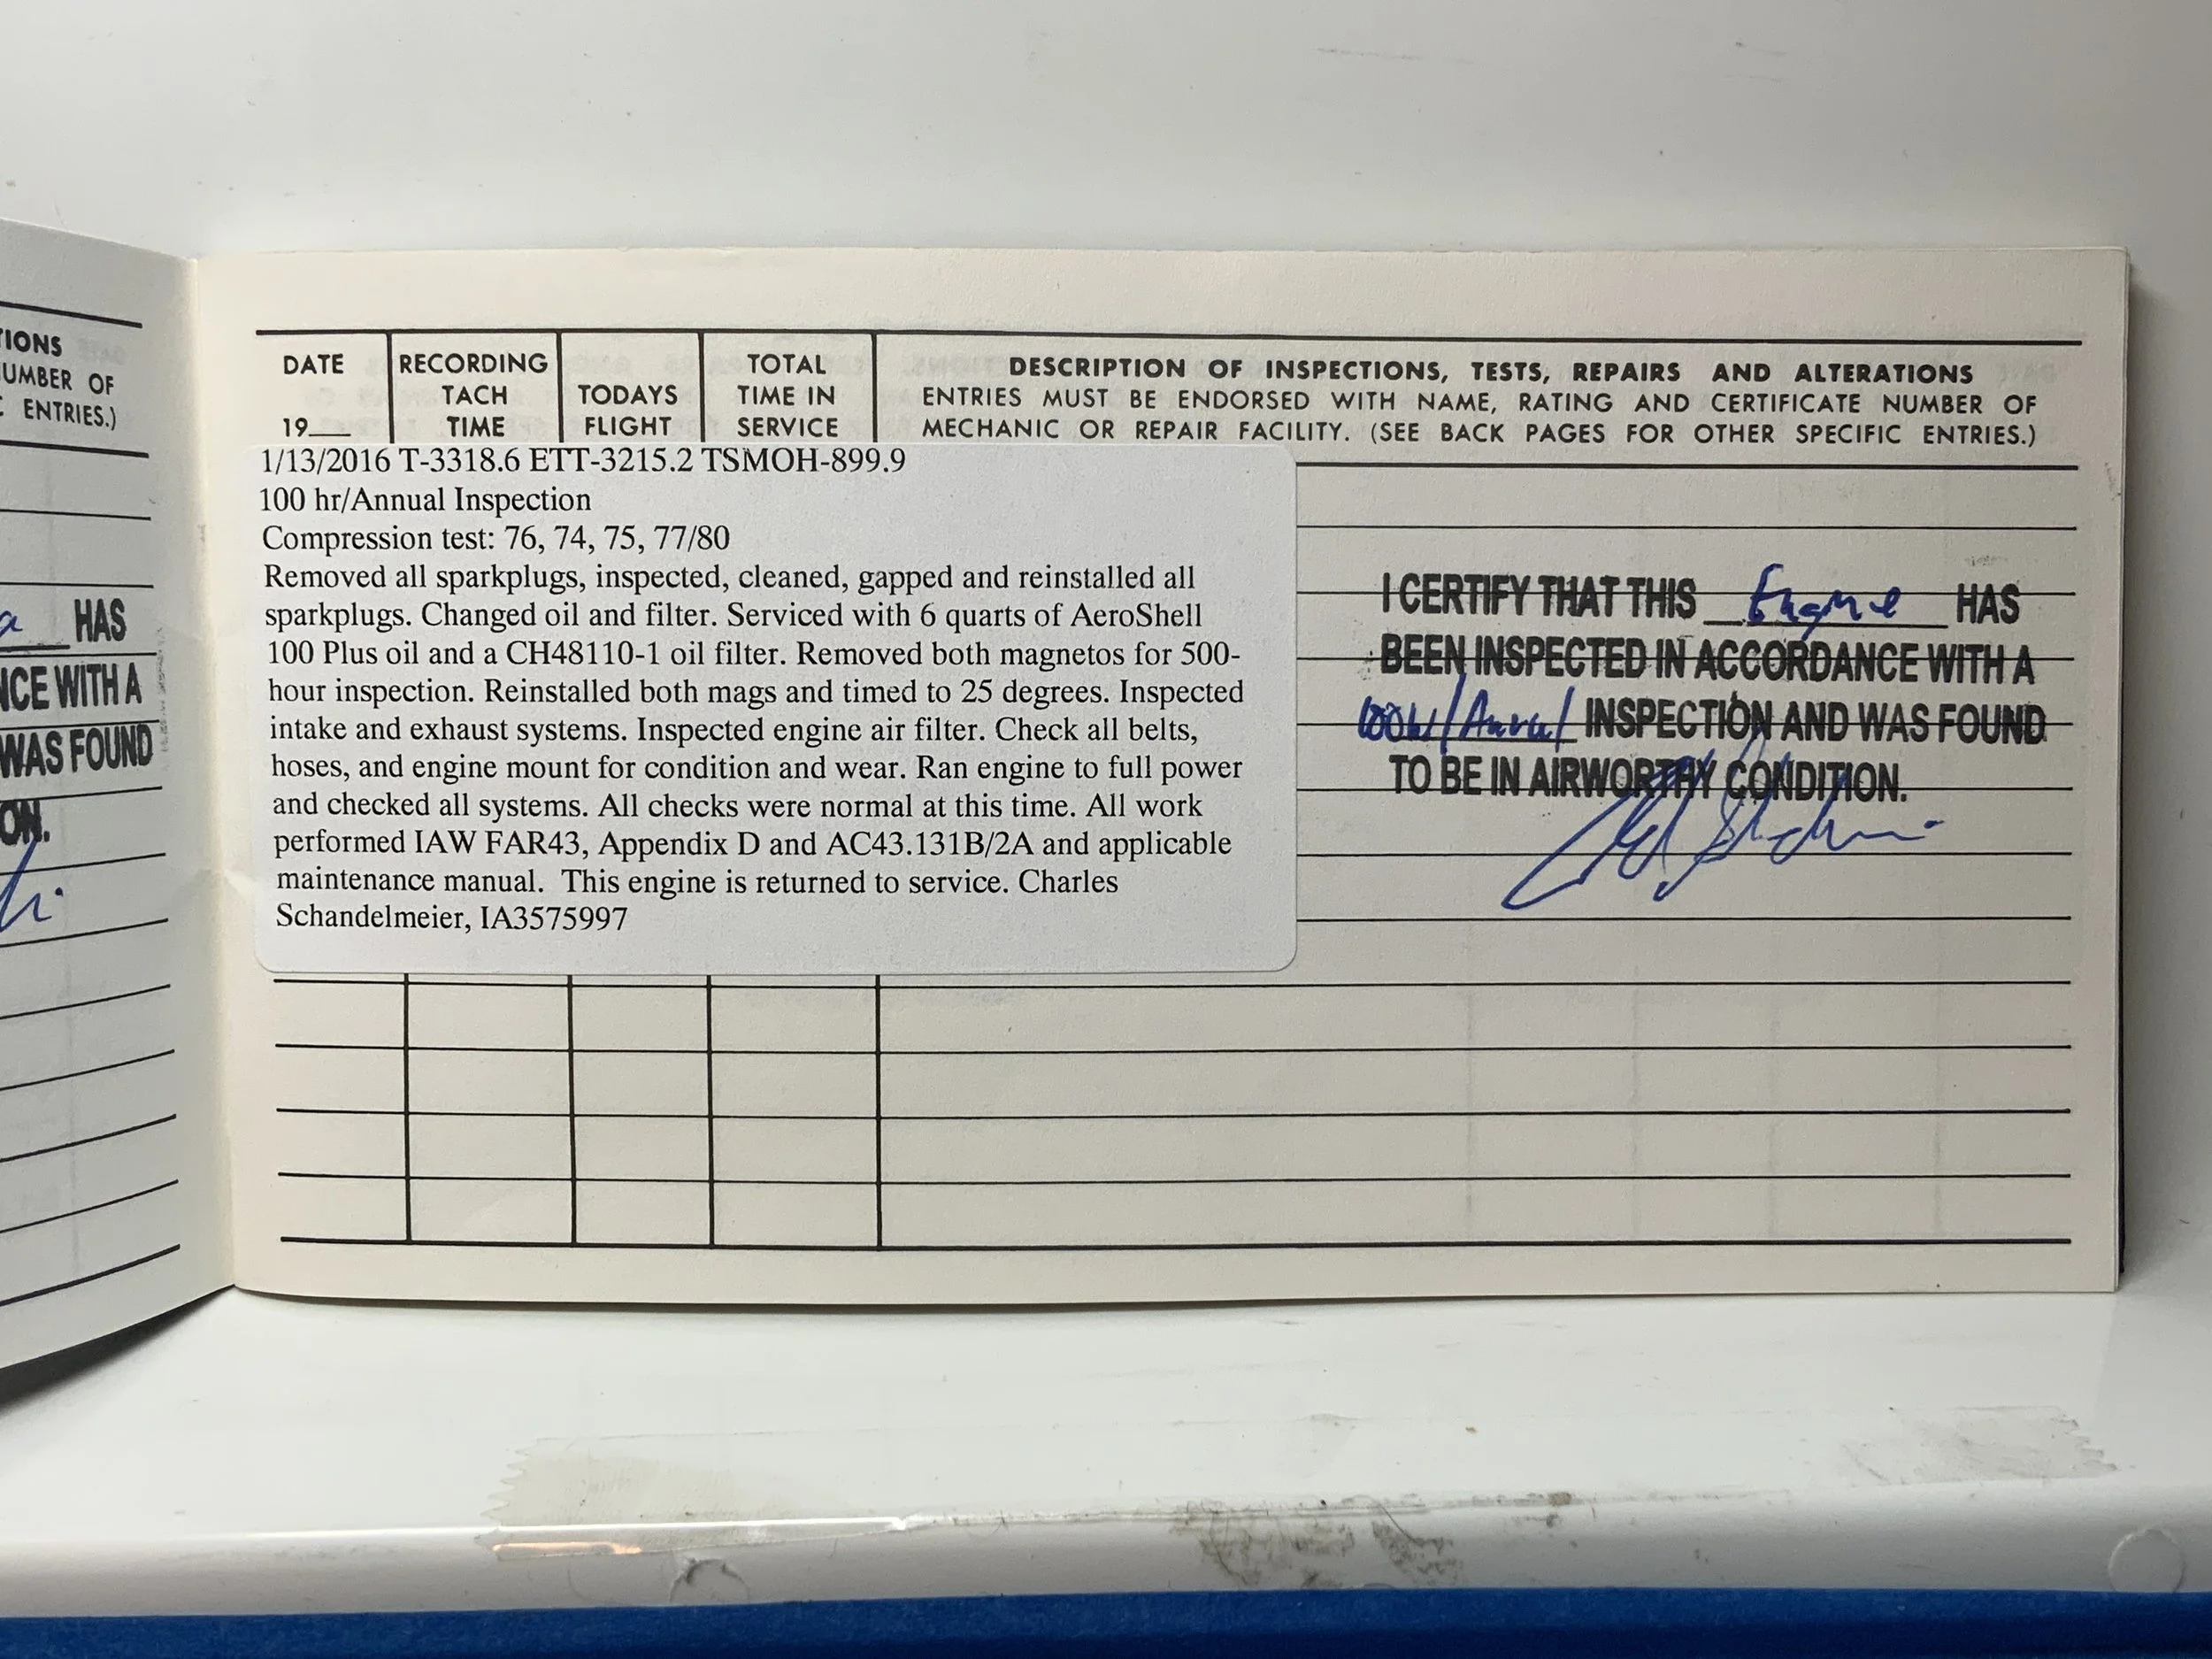 TIONS
UMBER OF
ENTRIES.)
HAS
NCE WITH A
WAS FOUND
ON.
DATE
19__
RECORDING
TACH
TIME
TODAYS
FLIGHT
TOTAL
TIME IN
SERVICE
DESCRIPTION OF INSPECTIONS, TESTS, REPAIRS AND ALTERATIONS
ENTRIES MUST BE ENDORSED WITH NAME, RATING AND CERTIFICATE NUMBER OF
MECHANIC OR REPAIR FACILITY. (SEE BACK PAGES FOR OTHER SPECIFIC ENTRIES.)
1/13/2016 T-3318.6 ETT-3215.2 TSMOH-899.9
100 hr/Annual Inspection
Compression test: 76, 74, 75, 77/80
Removed all sparkplugs, inspected, cleaned, gapped and reinstalled all
sparkplugs. Changed oil and filter. Serviced with 6 quarts of AeroShell
100 Plus oil and a CH48110-1 oil filter. Removed both magnetos for 500-
hour inspection. Reinstalled both mags and timed to 25 degrees. Inspected
intake and exhaust systems. Inspected engine air filter. Check all belts,
hoses, and engine mount for condition and wear. Ran engine to full power
and checked all systems. All checks were normal at this time. All work
performed IAW FAR43, Appendix D and AC43.131B/2A and applicable
maintenance manual. This engine is returned to service. Charles
Schandelmeier, IA3575997
I CERTIFY THAT THIS Engine HAS
BEEN INSPECTED IN ACCORDANCE WITH A
100hr/Annual INSPECTION AND WAS FOUND
TO BE IN AIRWORTHY CONDITION.